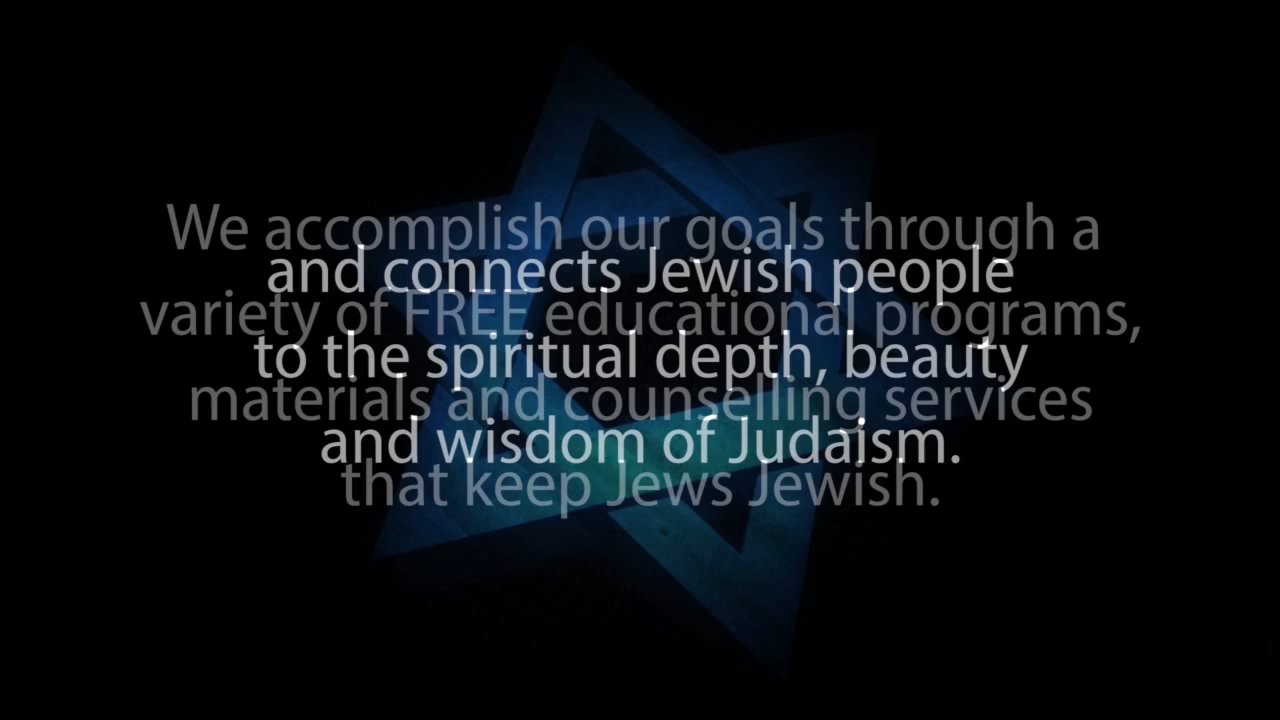 We accomplish our goals through a
and connects Jewish people
variety of FREE educational programs,
to the spiritual depth, beauty
materials and counselling services
and wisdom of Judaism.
that keep Jews Jewish.